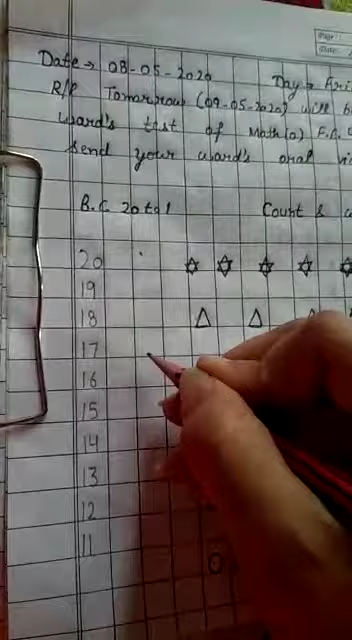 Date → 08-05-2020 Day →
R/P Tomorrow (09-05-2020) will
ward's test of Math(o) F.C.
send your ward's oral
B.C. 20 to 1 Count &
20
19
18
17
16
15
14
13
12
11